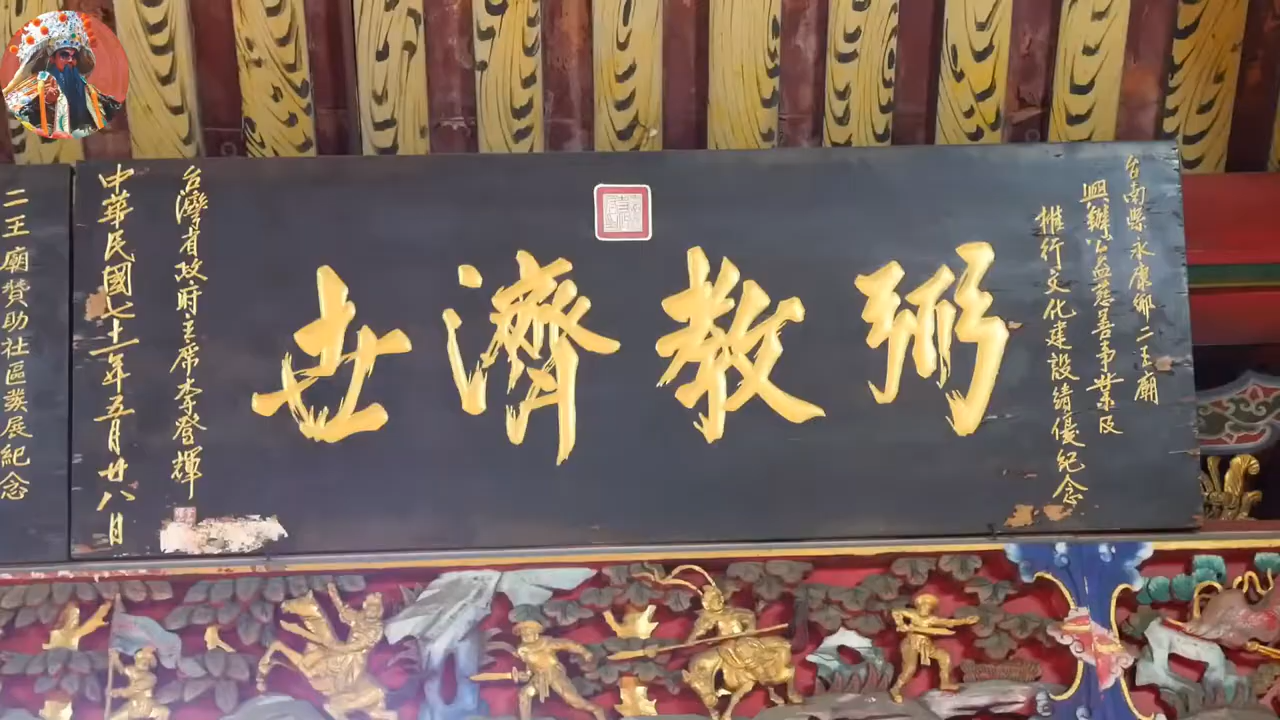 台南縣永康鄉二王廟
興辦公益慈善事業及
推行文化建設績優紀念
弼教濟世
台灣省政府主席李登輝
中華民國七十一年五月廿八日
二王廟贊助社區發展紀念